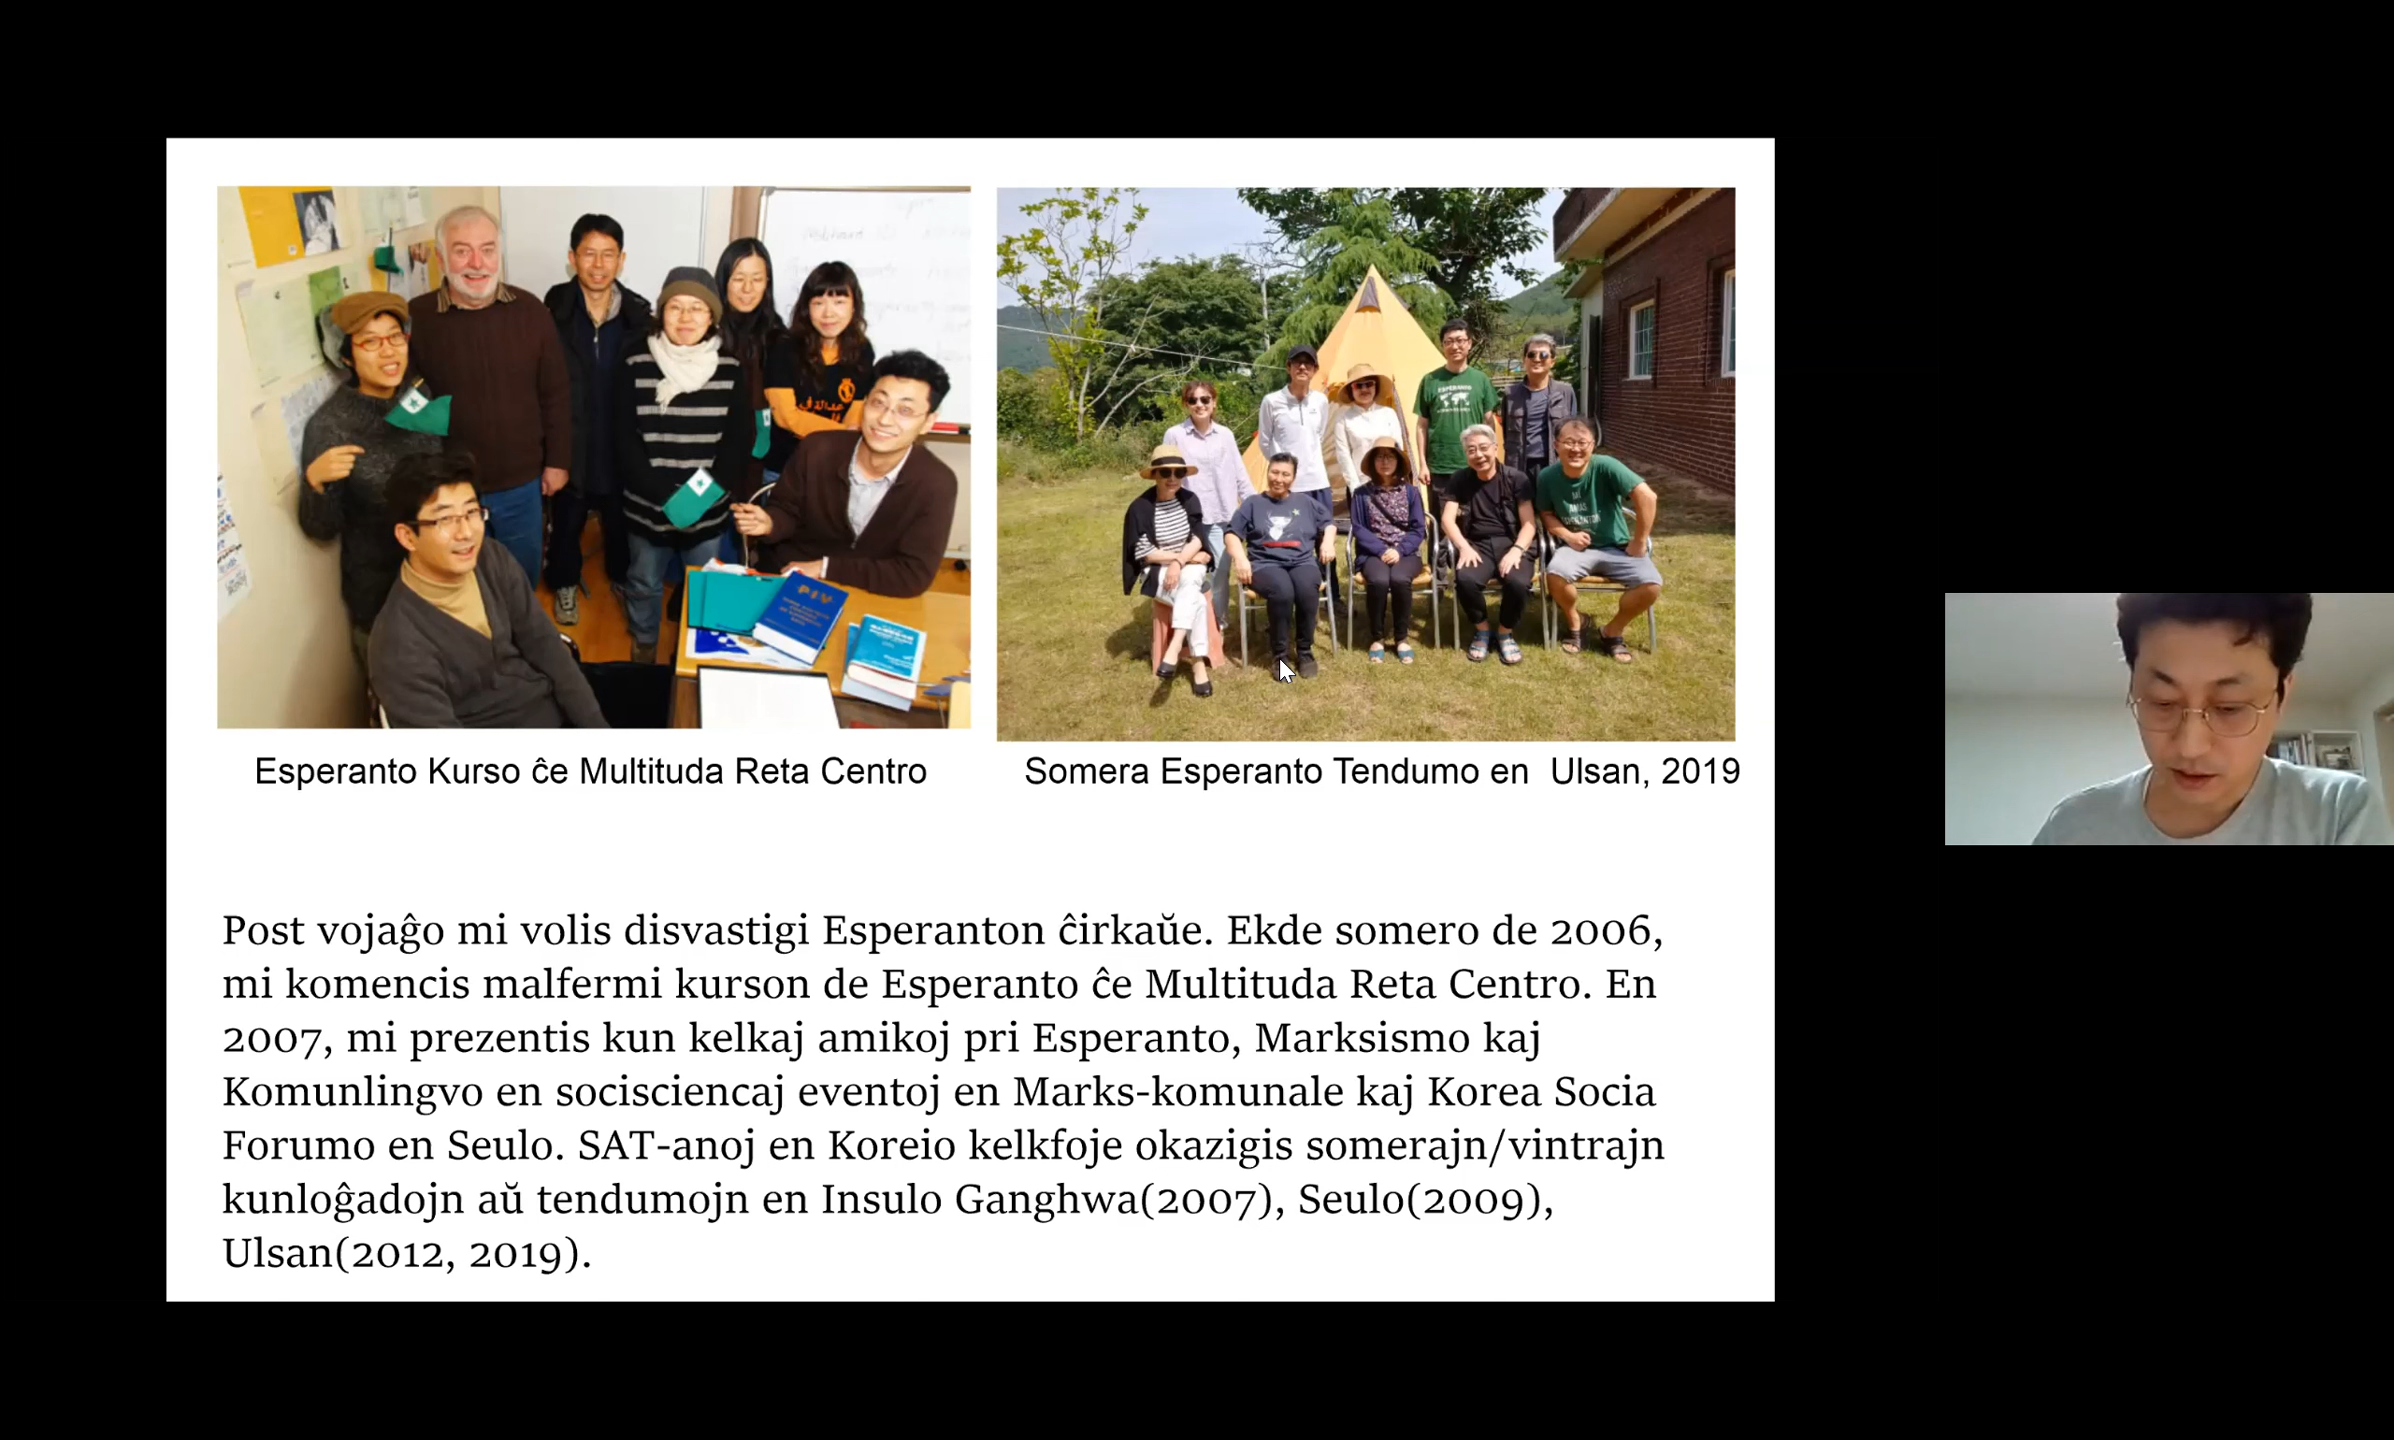 PIV
ESPERANTO
Esperanto Kurso ĉe Multituda Reta Centro
Somera Esperanto Tendumo en  Ulsan, 2019
Post vojaĝo mi volis disvastigi Esperanton ĉirkaŭe. Ekde somero de 2006,
mi komencis malfermi kurson de Esperanto ĉe Multituda Reta Centro. En
2007, mi prezentis kun kelkaj amikoj pri Esperanto, Marksismo kaj
Komunlingvo en socisciencaj eventoj en Marks-komunale kaj Korea Socia
Forumo en Seulo. SAT-anoj en Koreio kelkfoje okazigis somerajn/vintrajn
kunloĝadojn aŭ tendumojn en Insulo Ganghwa(2007), Seulo(2009),
Ulsan(2012, 2019).